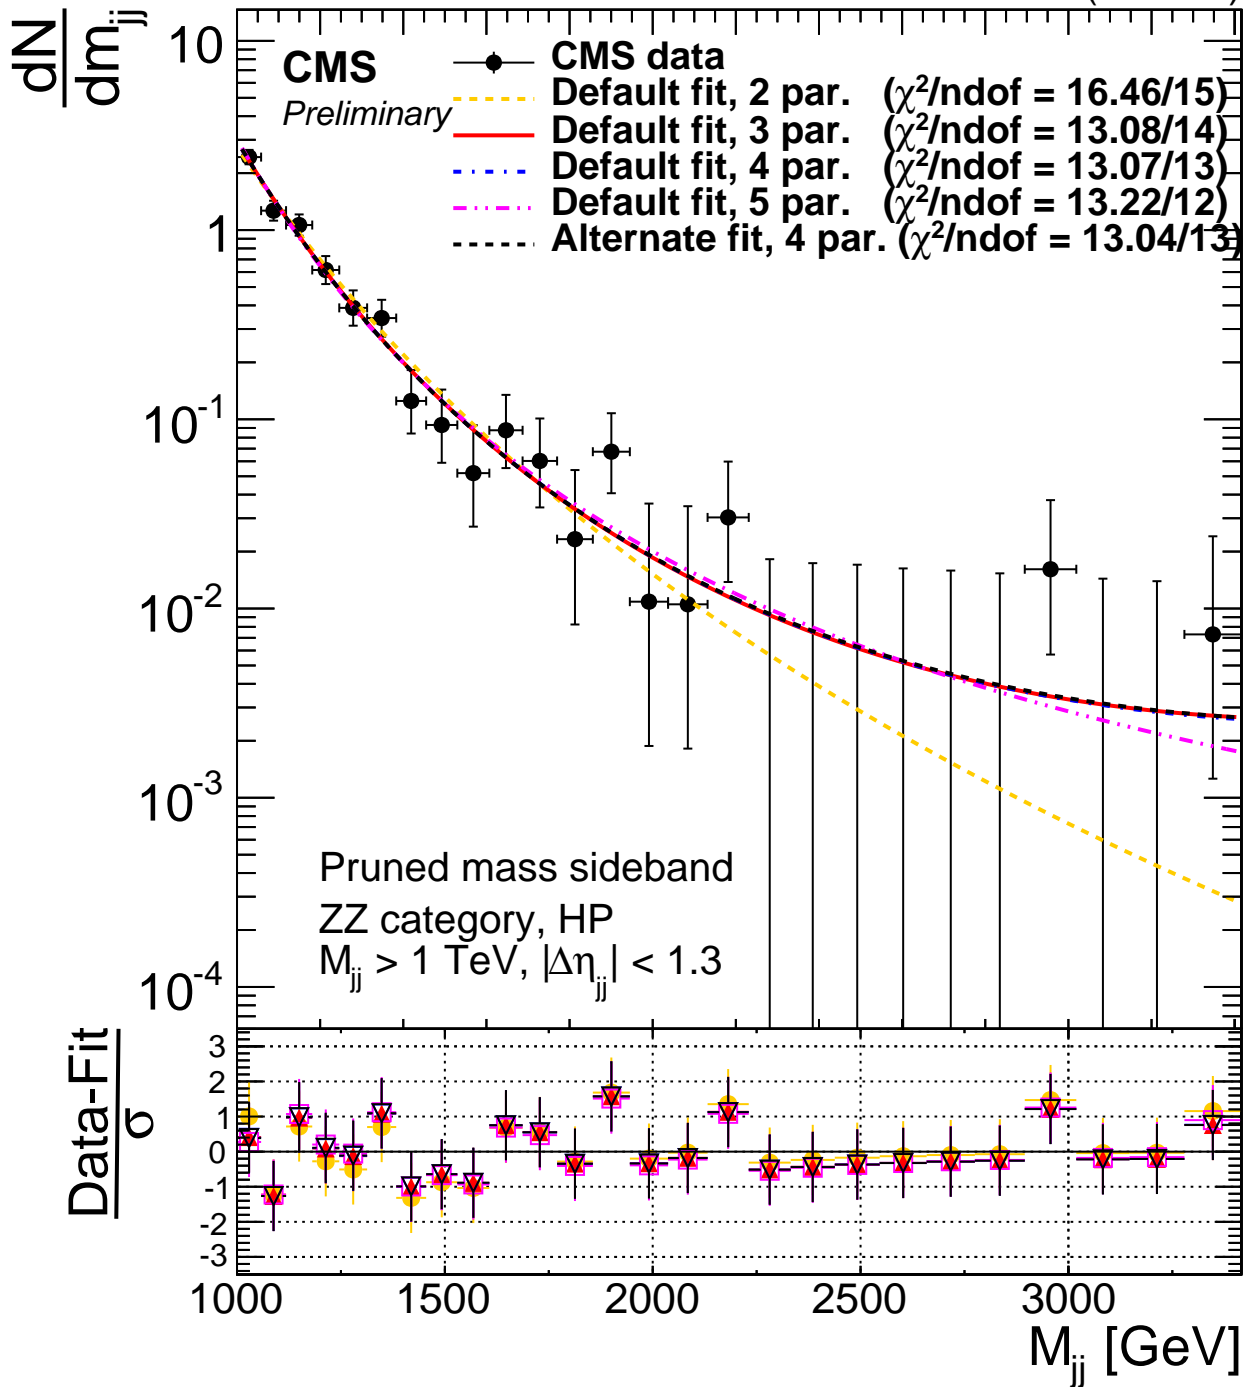 dN
dm_jj
10
1
10^-1
10^-2
10^-3
10^-4
CMS
Preliminary
CMS data
Default fit, 2 par. (χ²/ndof = 16.46/15)
Default fit, 3 par. (χ²/ndof = 13.08/14)
Default fit, 4 par. (χ²/ndof = 13.07/13)
Default fit, 5 par. (χ²/ndof = 13.22/12)
Alternate fit, 4 par. (χ²/ndof = 13.04/13)
Pruned mass sideband
ZZ category, HP
M_jj > 1 TeV, |Δη_jj| < 1.3
Data-Fit
σ
3
2
1
0
-1
-2
-3
1000 1500 2000 2500 3000
M_jj [GeV]